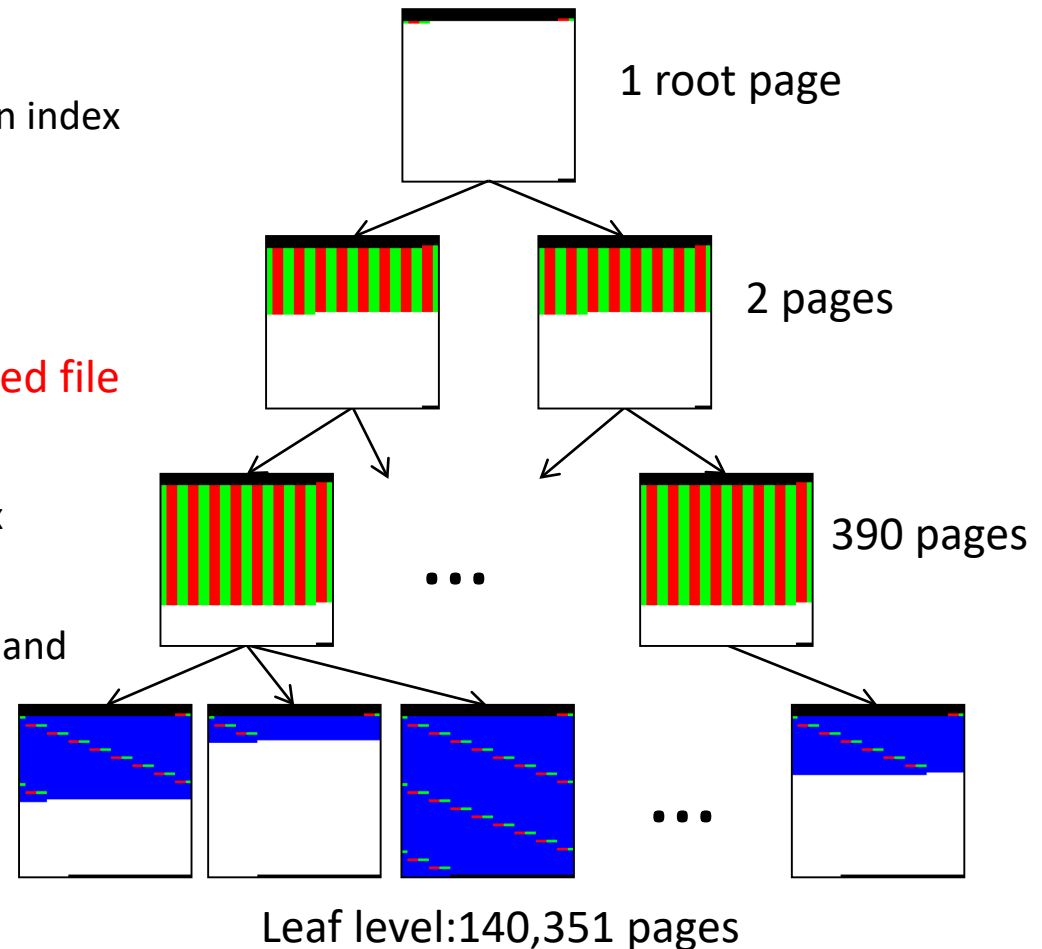 1 root page
n index
2 pages
ed file
x
390 pages
...
and
...
Leaf level:140,351 pages